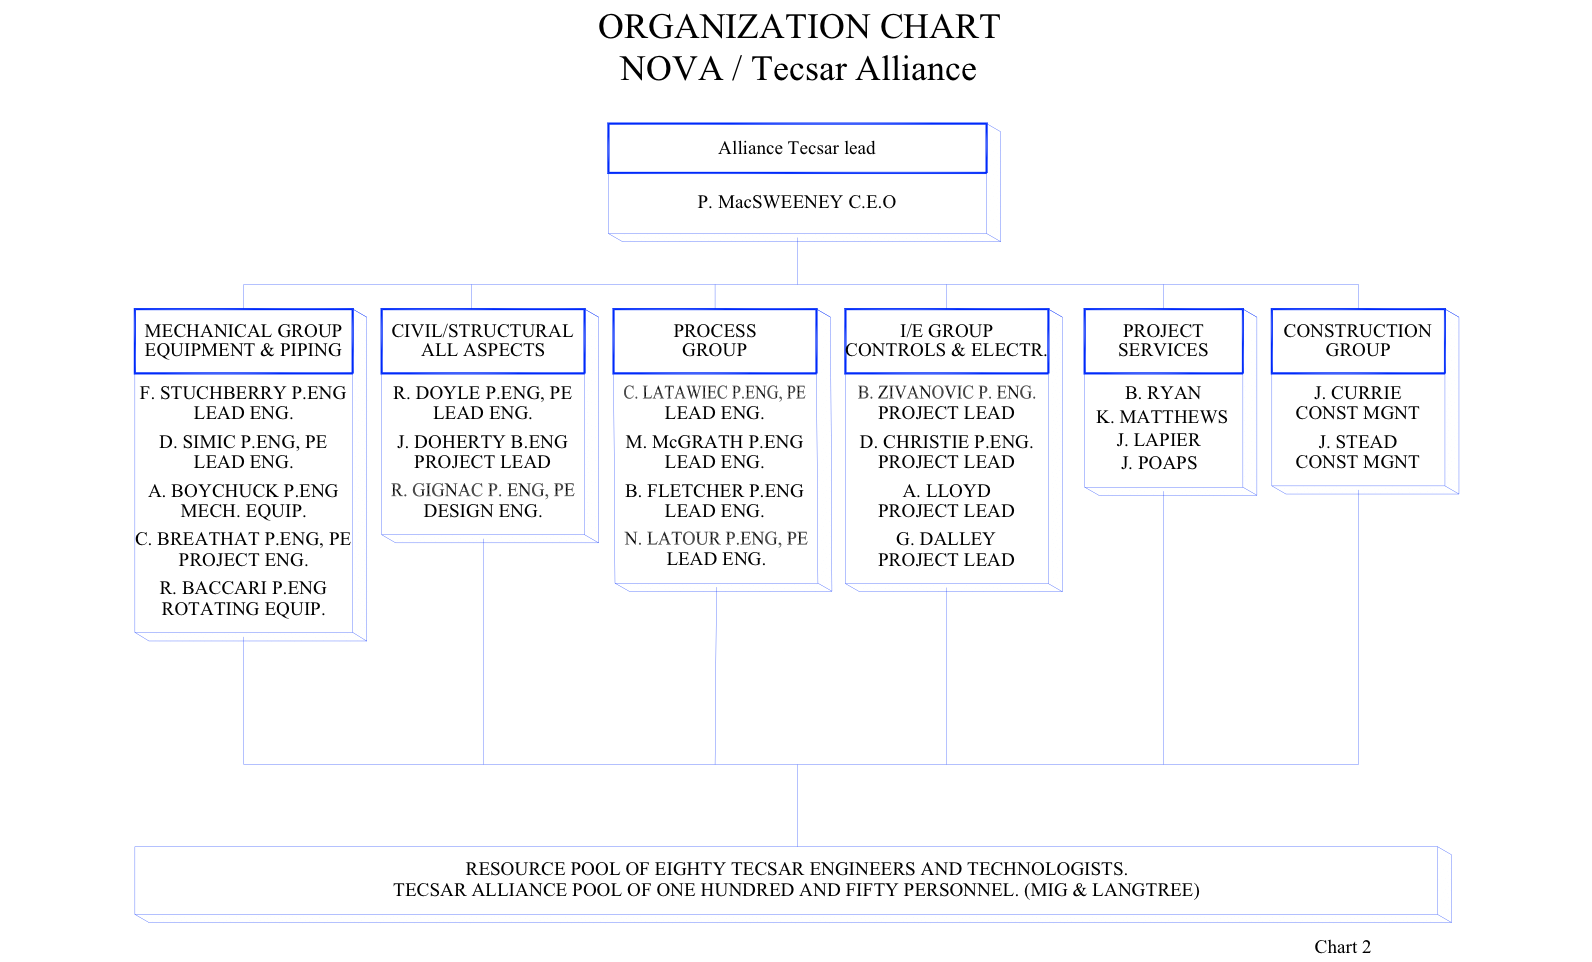 ORGANIZATION CHART
NOVA / Tecsar Alliance
Alliance Tecsar lead
P. MacSWEENEY C.E.O
MECHANICAL GROUP
EQUIPMENT & PIPING
F. STUCHBERRY P.ENG
LEAD ENG.
D. SIMIC P.ENG, PE
LEAD ENG.
A. BOYCHUCK P.ENG
MECH. EQUIP.
C. BREATHAT P.ENG, PE
PROJECT ENG.
R. BACCARI P.ENG
ROTATING EQUIP.
CIVIL/STRUCTURAL
ALL ASPECTS
R. DOYLE P.ENG, PE
LEAD ENG.
J. DOHERTY B.ENG
PROJECT LEAD
R. GIGNAC P. ENG, PE
DESIGN ENG.
PROCESS
GROUP
C. LATAWIEC P.ENG, PE
LEAD ENG.
M. McGRATH P.ENG
LEAD ENG.
B. FLETCHER P.ENG
LEAD ENG.
N. LATOUR P.ENG, PE
LEAD ENG.
I/E GROUP
CONTROLS & ELECTR.
B. ZIVANOVIC P. ENG.
PROJECT LEAD
D. CHRISTIE P.ENG.
PROJECT LEAD
A. LLOYD
PROJECT LEAD
G. DALLEY
PROJECT LEAD
PROJECT
SERVICES
B. RYAN
K. MATTHEWS
J. LAPIER
J. POAPS
CONSTRUCTION
GROUP
J. CURRIE
CONST MGNT
J. STEAD
CONST MGNT
RESOURCE POOL OF EIGHTY TECSAR ENGINEERS AND TECHNOLOGISTS.
TECSAR ALLIANCE POOL OF ONE HUNDRED AND FIFTY PERSONNEL. (MIG & LANGTREE)
Chart 2